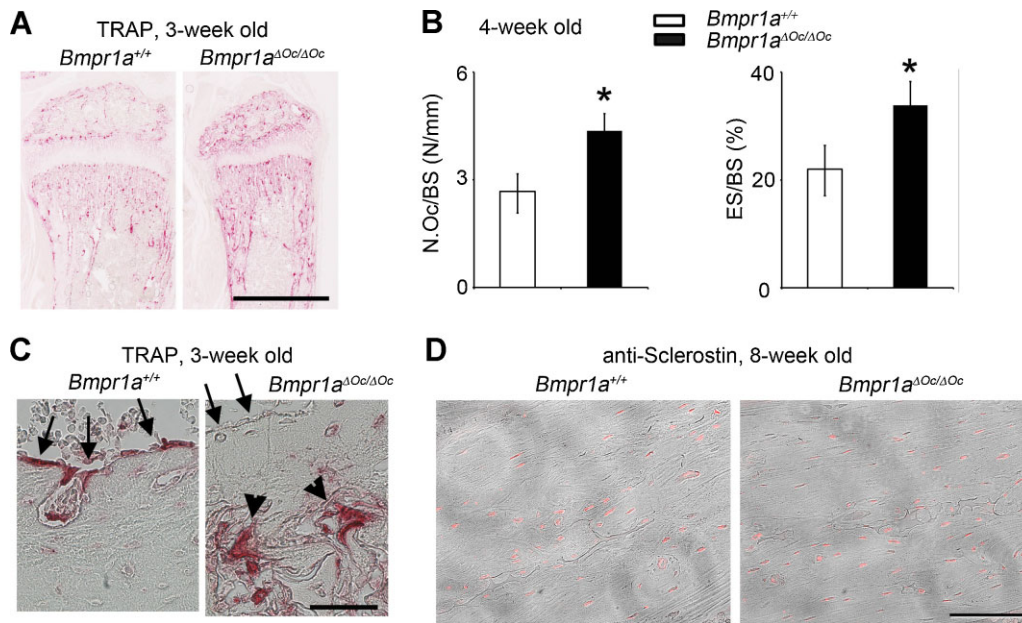 A
TRAP, 3-week old
Bmpr1a+/+
Bmpr1aΔOc/ΔOc
B
4-week old
Bmpr1a+/+
Bmpr1aΔOc/ΔOc
N.Oc/BS (N/mm)
6
3
0
*
ES/BS (%)
40
20
0
*
C
TRAP, 3-week old
Bmpr1a+/+
Bmpr1aΔOc/ΔOc
D
anti-Sclerostin, 8-week old
Bmpr1a+/+
Bmpr1aΔOc/ΔOc